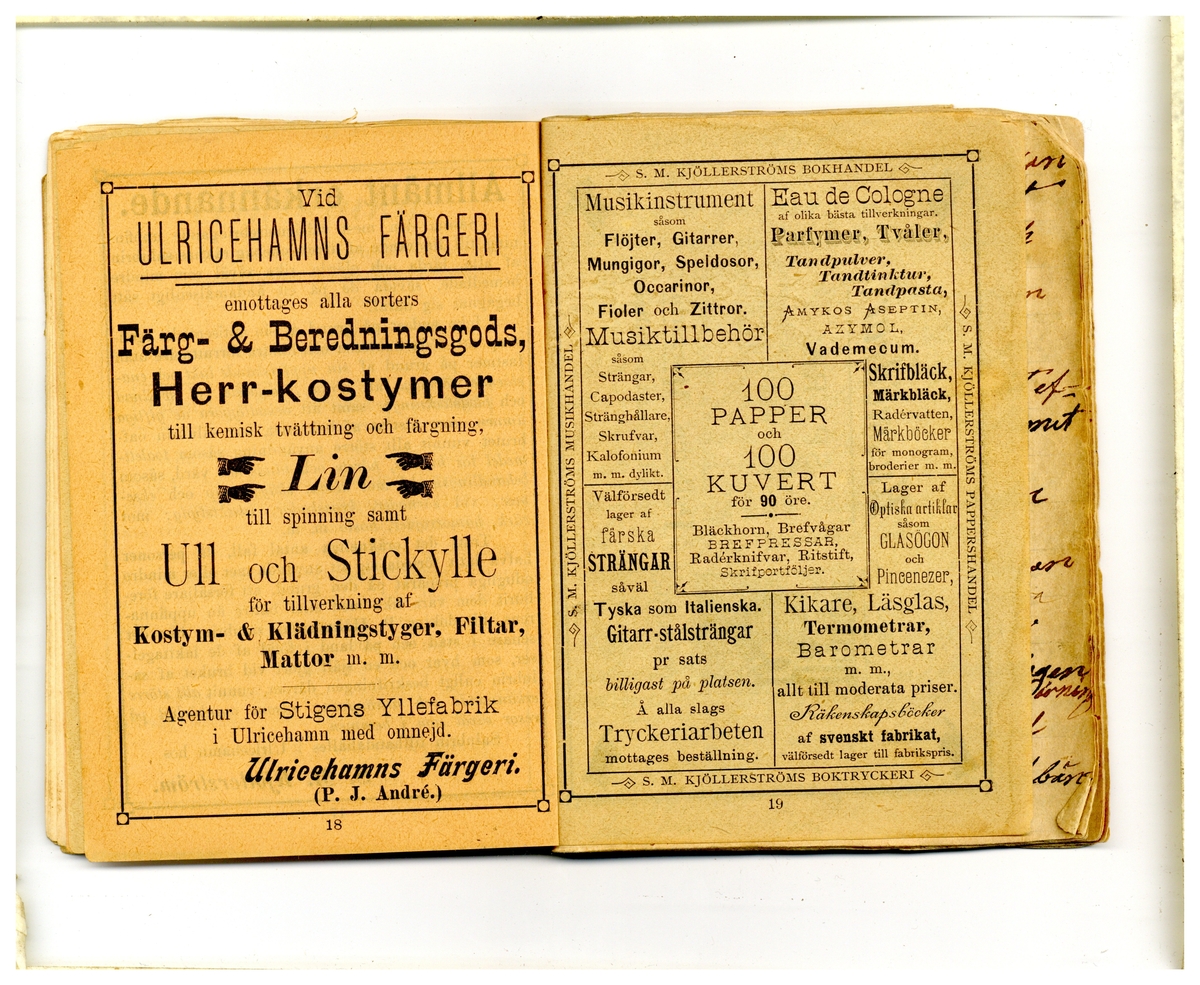 Vid
ULRICEHAMNS FÄRGERI
emottages alla sorters
Färg- & Beredningsgods,
Herr-kostymer
till kemisk tvättning och färgning,
Lin
till spinning samt
Ull och Stickylle
för tillverkning af
Kostym- & Klädningstyger, Filtar,
Mattor m. m.
Agentur för Stigens Yllefabrik
i Ulricehamn med omnejd.
Ulricehamns Färgeri.
(P. J. André.)
18
S. M. KJÖLLERSTRÖMS BOKHANDEL
S. M. KJÖLLERSTRÖMS MUSIKHANDEL
Musikinstrument
såsom
Flöjter, Gitarrer,
Mungigor, Speldosor,
Occarinor,
Fioler och Zittror.
Musiktillbehör
såsom
Strängar,
Capodaster,
Stränghållare,
Skrufvar,
Kalofonium
m. m. dylikt.
Välförsedt
lager af
färska
STRÄNGAR
såväl
Tyska som Italienska.
Gitarr-stålsträngar
pr sats
billigast på platsen.
Å alla slags
Tryckeriarbeten
mottages beställning.
100
PAPPER
och
100
KUVERT
för 90 öre.
Bläckhorn, Brefvågar
BREFPRESSAR,
Radérknifvar, Ritstift,
Skrifportföljer.
Eau de Cologne
af olika bästa tillverkningar.
Parfymer, Tvåler,
Tandpulver,
Tandtinktur,
Tandpasta,
AMYKOS ASEPTIN,
AZYMOL,
Vademecum.
Skrifbläck,
Märkbläck,
Radérvatten,
Märkböcker
för monogram,
broderier m. m.
Lager af
Optiska artiklar
såsom
GLASÖGON
och
Pincenezer,
Kikare, Läsglas,
Termometrar,
Barometrar
m. m.,
allt till moderata priser.
Räkenskapsböcker
af svenskt fabrikat,
välförsedt lager till fabrikspris.
S. M. KJÖLLERSTRÖMS PAPPERSHANDEL
S. M. KJÖLLERSTRÖMS BOKTRYCKERI
19